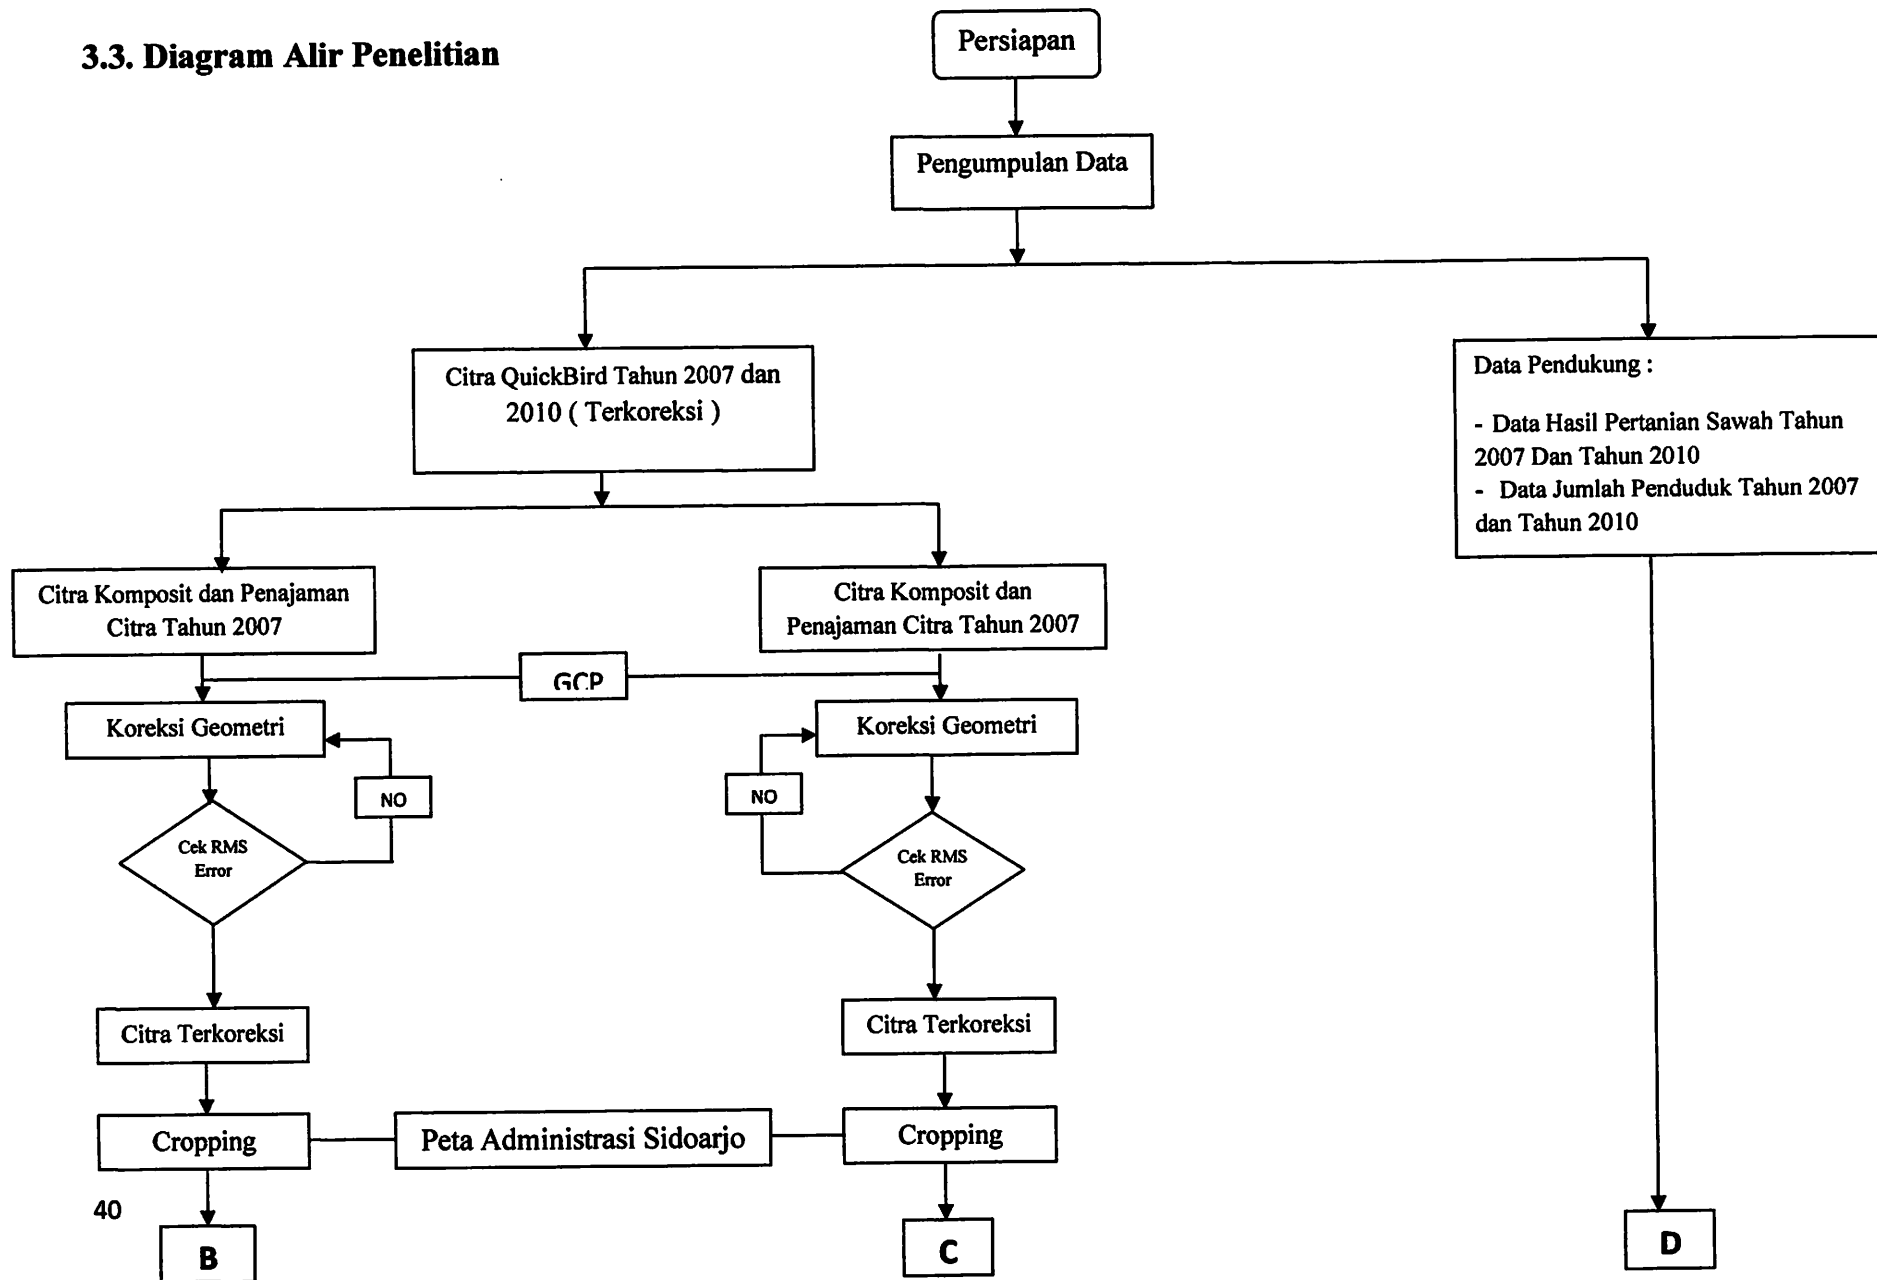 3.3. Diagram Alir Penelitian
Persiapan
Pengumpulan Data
Citra QuickBird Tahun 2007 dan
2010 ( Terkoreksi )
Data Pendukung :
- Data Hasil Pertanian Sawah Tahun
2007 Dan Tahun 2010
- Data Jumlah Penduduk Tahun 2007
dan Tahun 2010
Citra Komposit dan Penajaman
Citra Tahun 2007
Citra Komposit dan
Penajaman Citra Tahun 2007
GCP
Koreksi Geometri
Koreksi Geometri
NO
NO
Cek RMS
Error
Cek RMS
Error
Citra Terkoreksi
Citra Terkoreksi
Cropping
Peta Administrasi Sidoarjo
Cropping
40
B
C
D